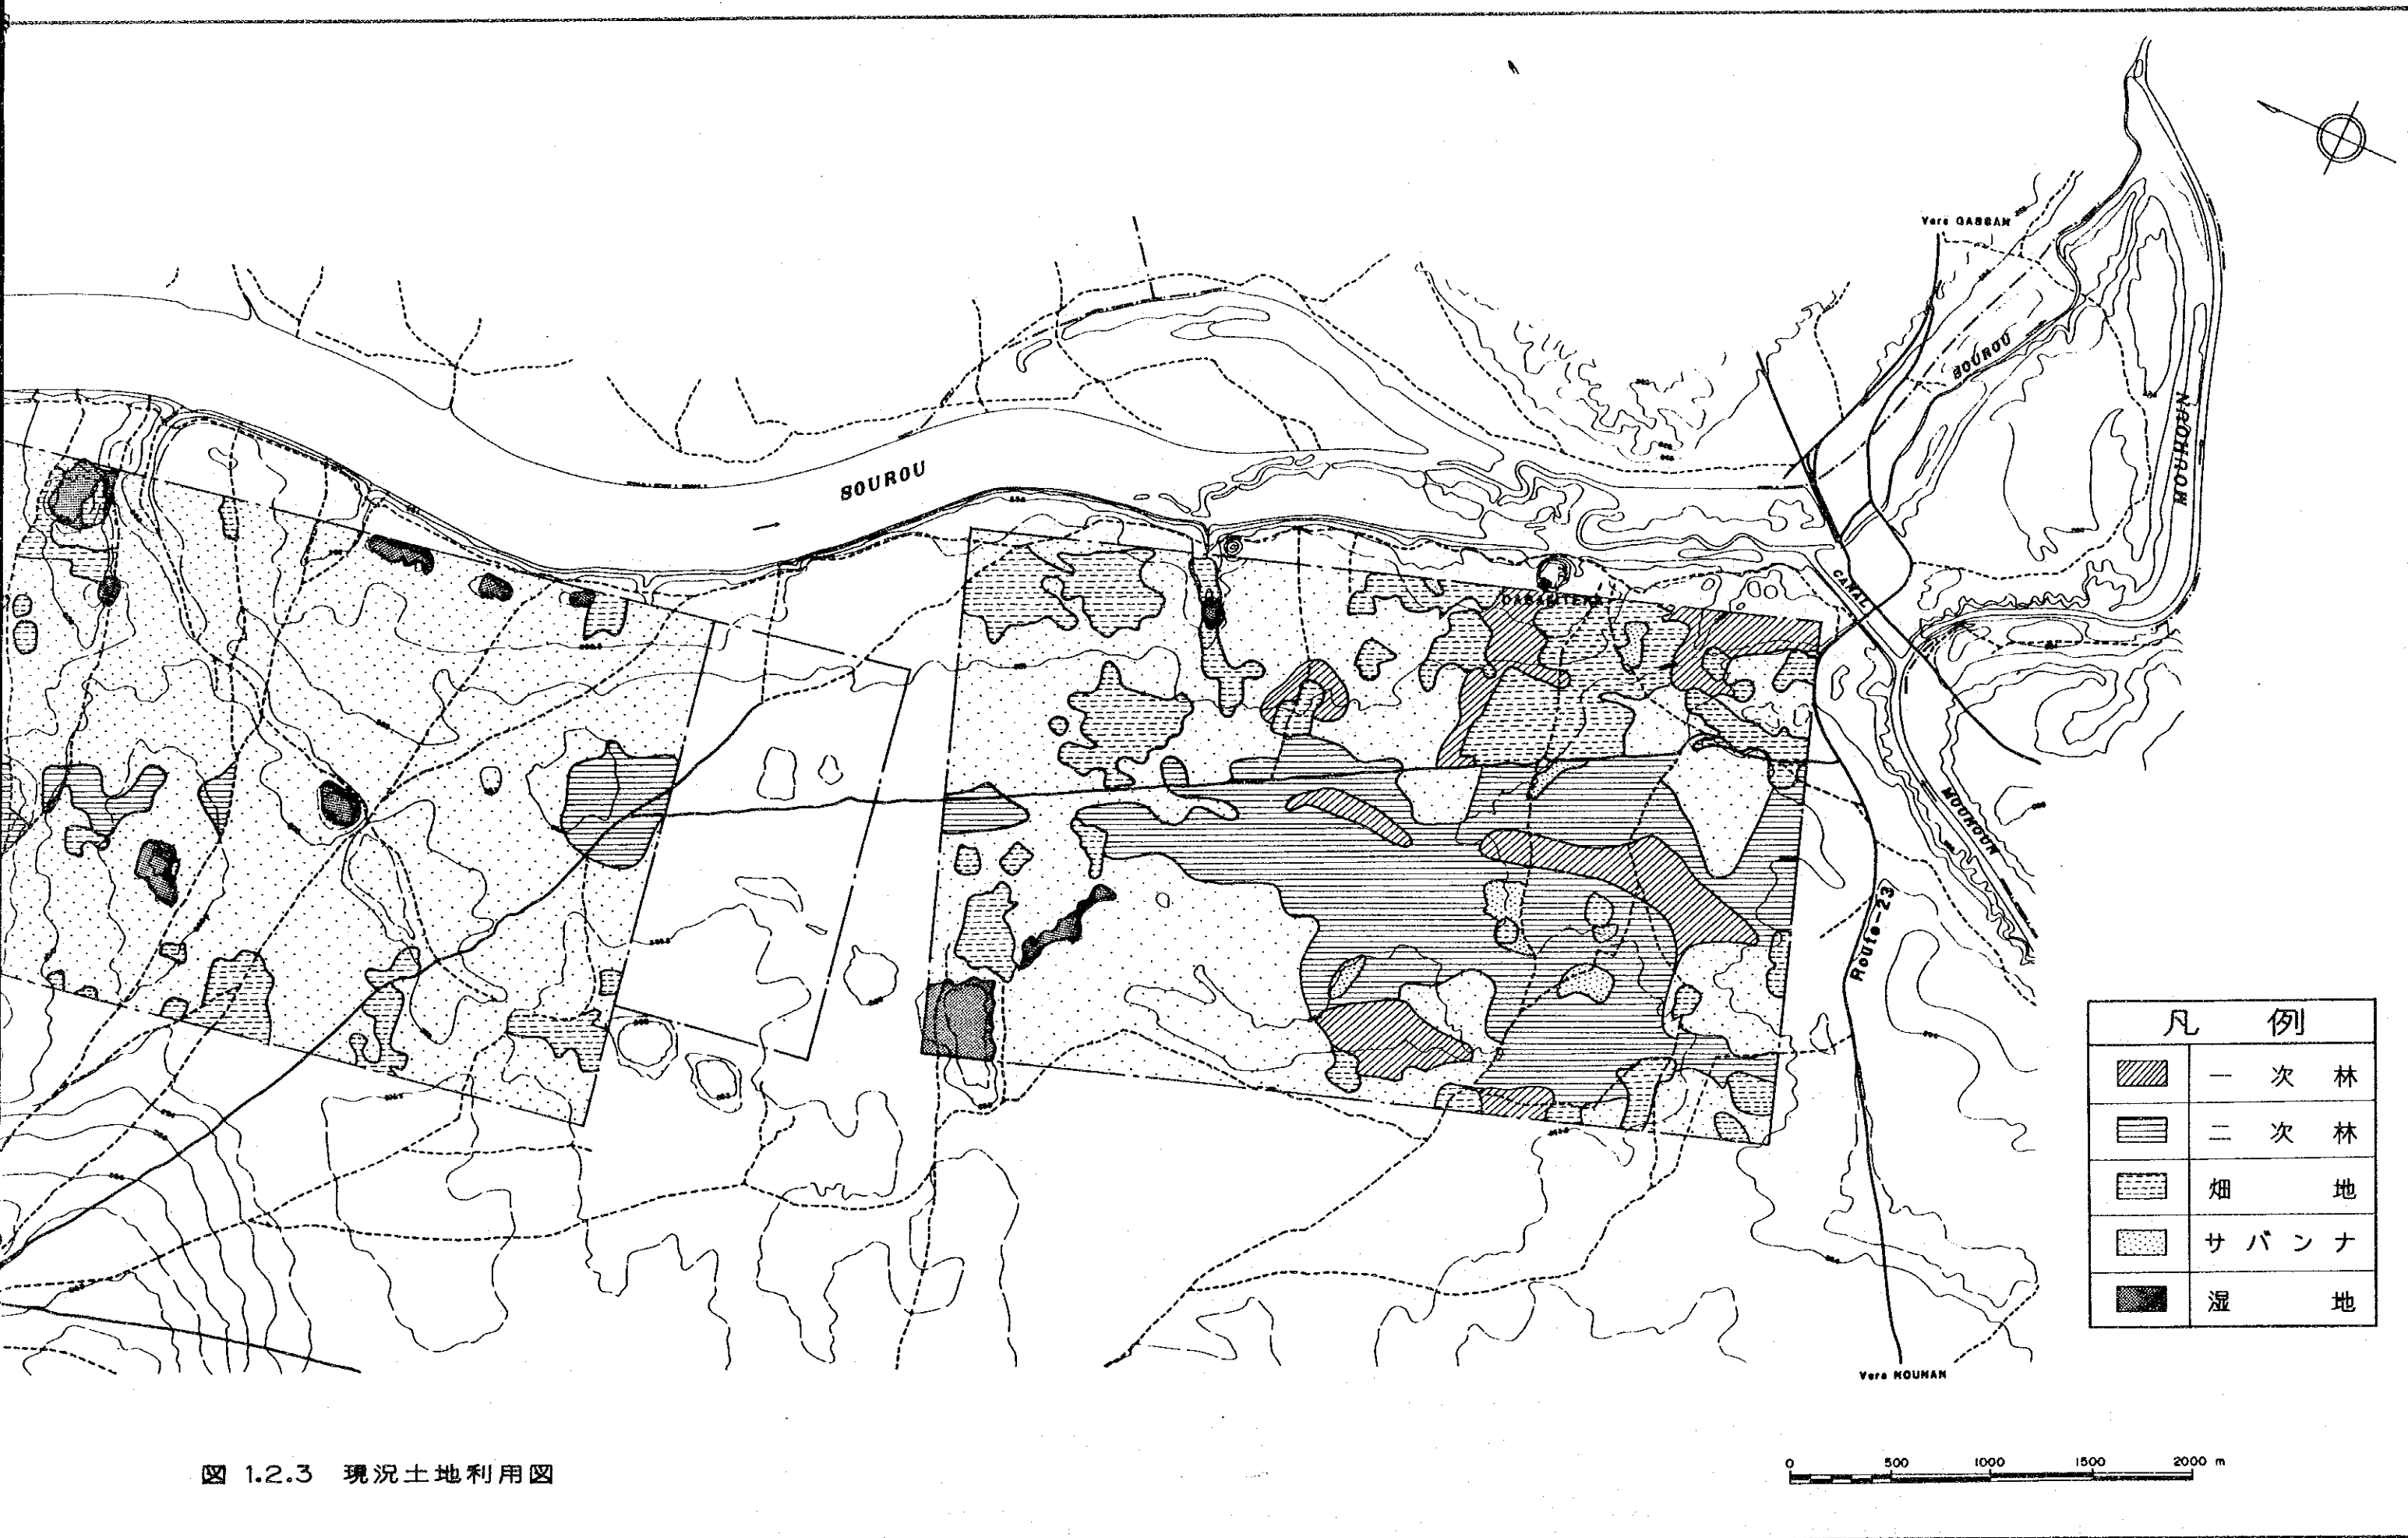 Vers GASSAN
SOUROU
MOUHOUN
SOUROU
CANAL
MOUHOUN
Route-23
凡 例
一次林
二次林
畑地
サバンナ
湿地
Vers NOUNAN
図 1.2.3 現況土地利用図
0 500 1000 1500 2000 m